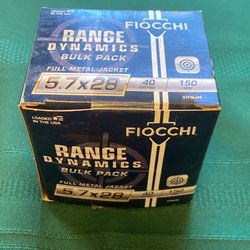 FIOCCHI
RANGE
DYNAMICS
BULK PACK
FULL METAL JACKET
5.7x28
40
150
LOADED IN THE USA
FIOCCHI
RANGE
DYNAMICS
BULK PACK
FULL METAL JACKET
5.7x28
40
150